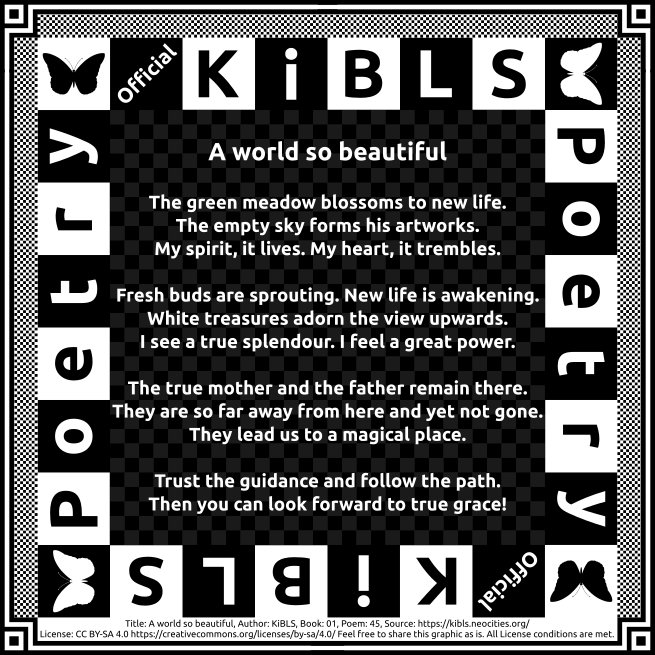 Official KiBLS
Poetry
Poetry
A world so beautiful
The green meadow blossoms to new life.
The empty sky forms his artworks.
My spirit, it lives. My heart, it trembles.
Fresh buds are sprouting. New life is awakening.
White treasures adorn the view upwards.
I see a true splendour. I feel a great power.
The true mother and the father remain there.
They are so far away from here and yet not gone.
They lead us to a magical place.
Trust the guidance and follow the path.
Then you can look forward to true grace!
Official KiBLS
Title: A world so beautiful, Author: KiBLS, Book: 01, Poem: 45, Source: https://kibls.neocities.org/
License: CC BY-SA 4.0 https://creativecommons.org/licenses/by-sa/4.0/ Feel free to share this graphic as is. All License conditions are met.